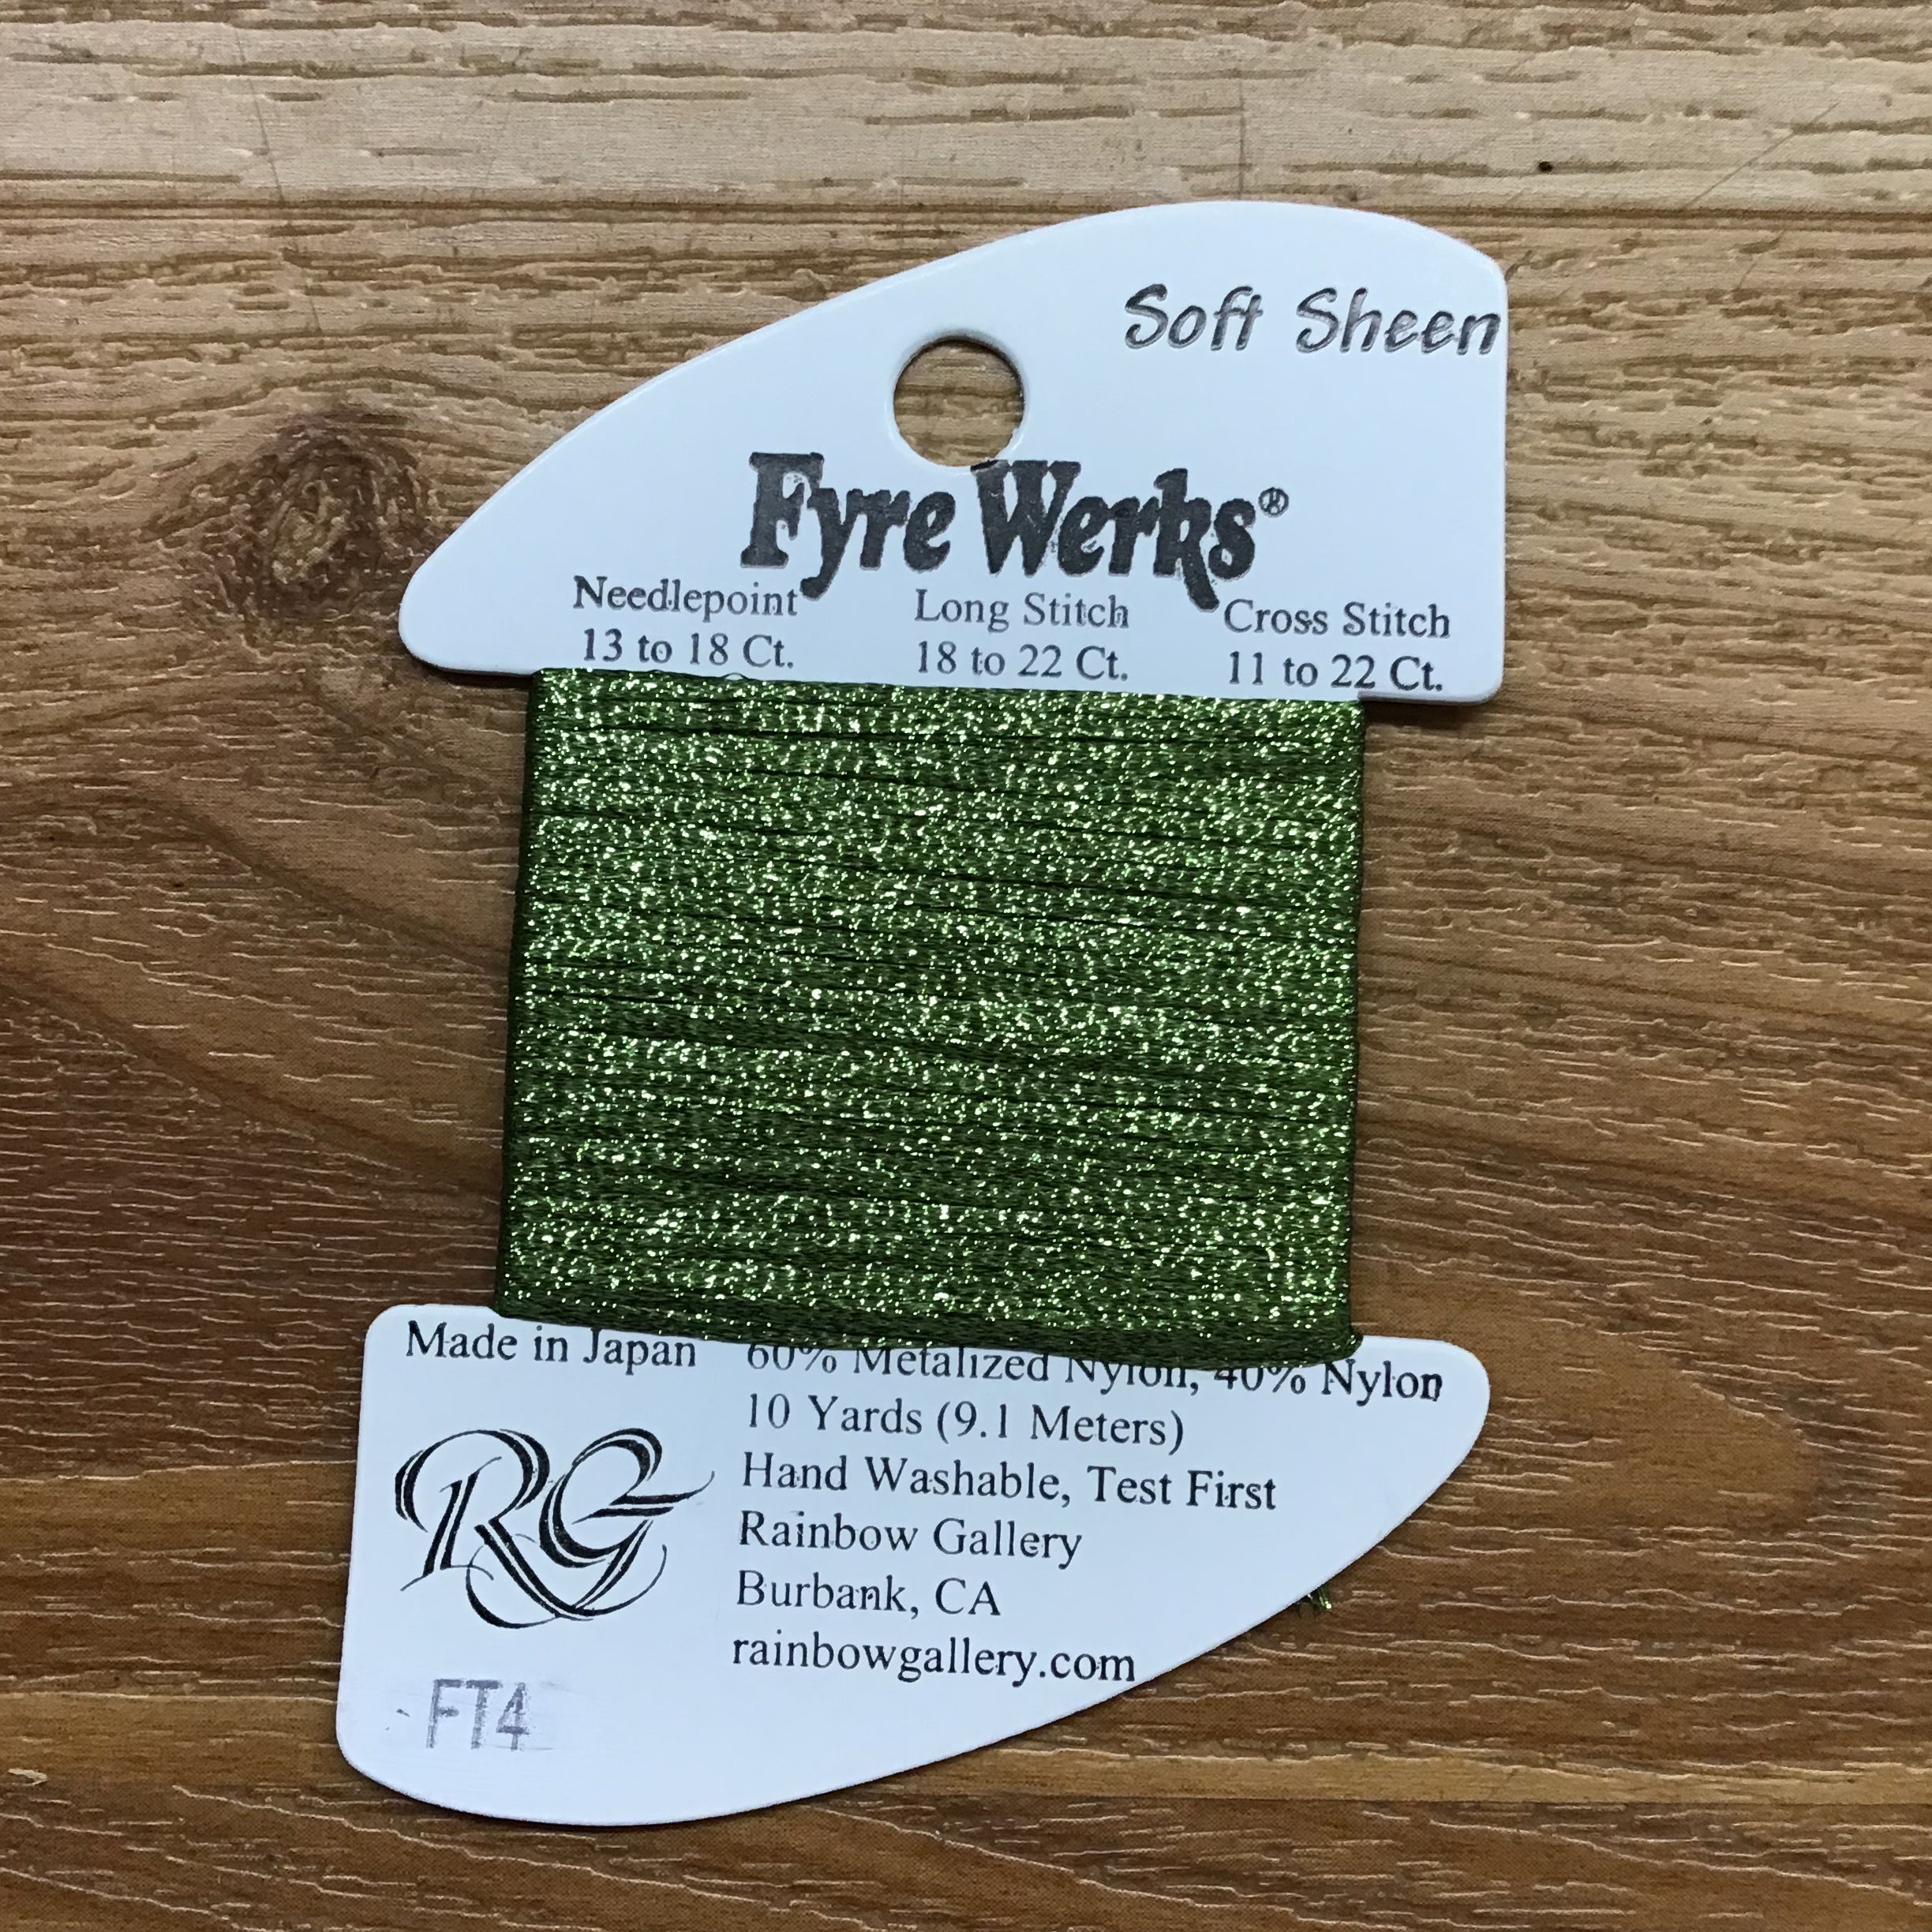 Soft Sheen
Fyre Werks®
Needlepoint Long Stitch Cross Stitch
13 to 18 Ct. 18 to 22 Ct. 11 to 22 Ct.
Made in Japan 60% Metalized Nylon, 40% Nylon
10 Yards (9.1 Meters)
Hand Washable, Test First
Rainbow Gallery
Burbank, CA
rainbowgallery.com
RG
FT4